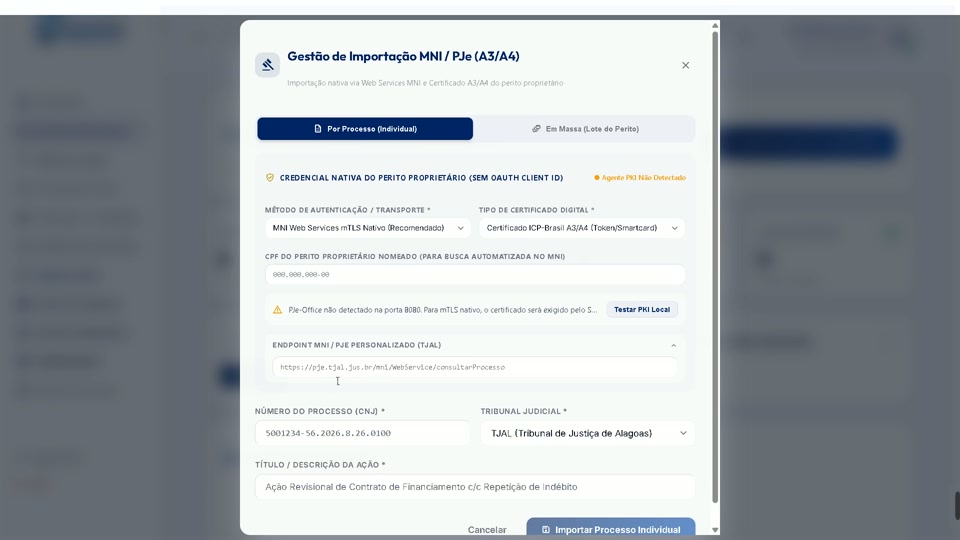 Gestão de Importação MNI / PJe (A3/A4)
Importação nativa via Web Services MNI e Certificado A3/A4 do perito proprietário
Por Processo (Individual)
Em Massa (Lote do Perito)
CREDENCIAL NATIVA DO PERITO PROPRIETÁRIO (SEM OAUTH CLIENT ID)
Agente PKI Não Detectado
MÉTODO DE AUTENTICAÇÃO / TRANSPORTE *
TIPO DE CERTIFICADO DIGITAL *
MNI Web Services mTLS Nativo (Recomendado)
Certificado ICP-Brasil A3/A4 (Token/Smartcard)
CPF DO PERITO PROPRIETÁRIO NOMEADO (PARA BUSCA AUTOMATIZADA NO MNI)
000.000.000-00
PJe-Office não detectado na porta 8080. Para mTLS nativo, o certificado será exigido pelo S...
Testar PKI Local
ENDPOINT MNI / PJE PERSONALIZADO (TJAL)
https://pje.tjal.jus.br/mni/WebService/consultarProcesso
NÚMERO DO PROCESSO (CNJ) *
TRIBUNAL JUDICIAL *
5001234-56.2026.8.26.0100
TJAL (Tribunal de Justiça de Alagoas)
TÍTULO / DESCRIÇÃO DA AÇÃO *
Ação Revisional de Contrato de Financiamento c/c Repetição de Indébito
Cancelar
Importar Processo Individual